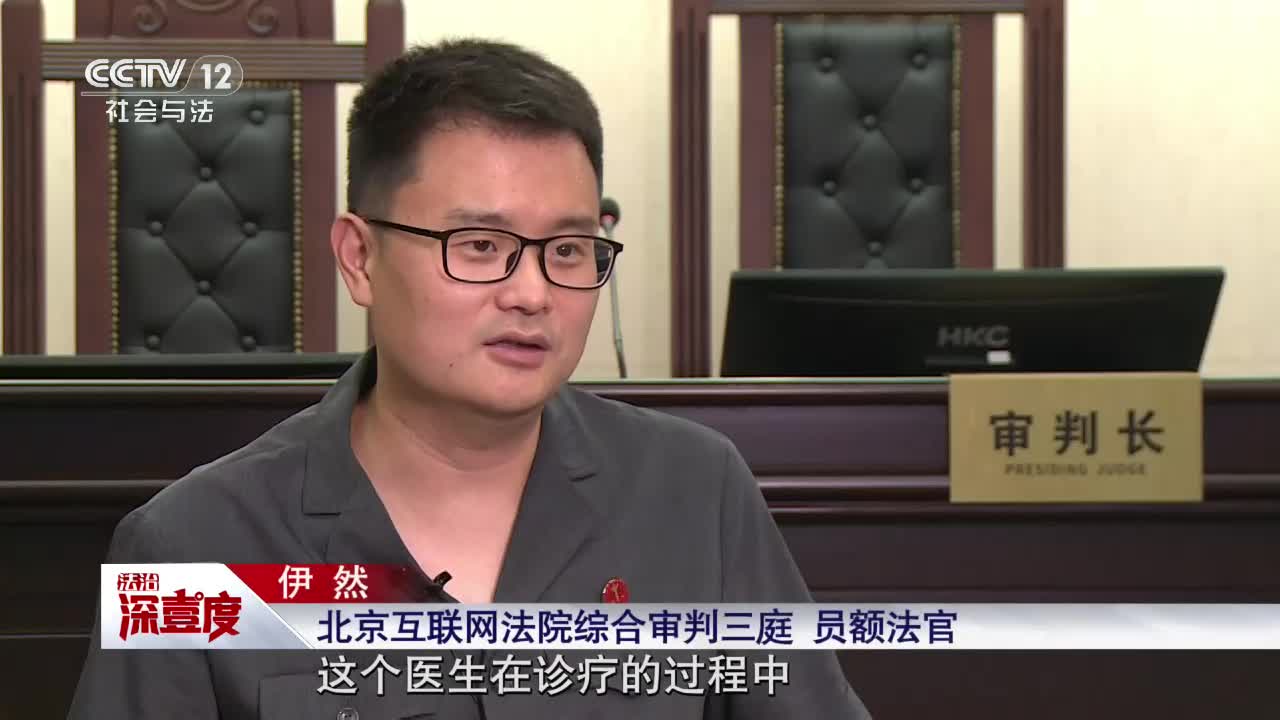 CCTV 12
社会与法
HKC
审判长
PRESIDING JUDGE
法治
深壹度
伊然
北京互联网法院综合审判三庭 员额法官
这个医生在诊疗的过程中